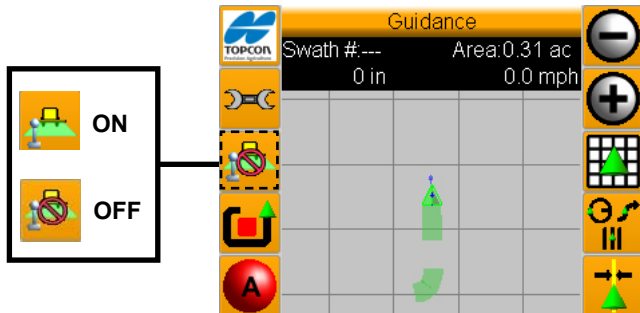 ON
OFF
Guidance
TOPCON
Precision Agriculture
Swath #:---
Area:0.31 ac
0 in
0.0 mph
A